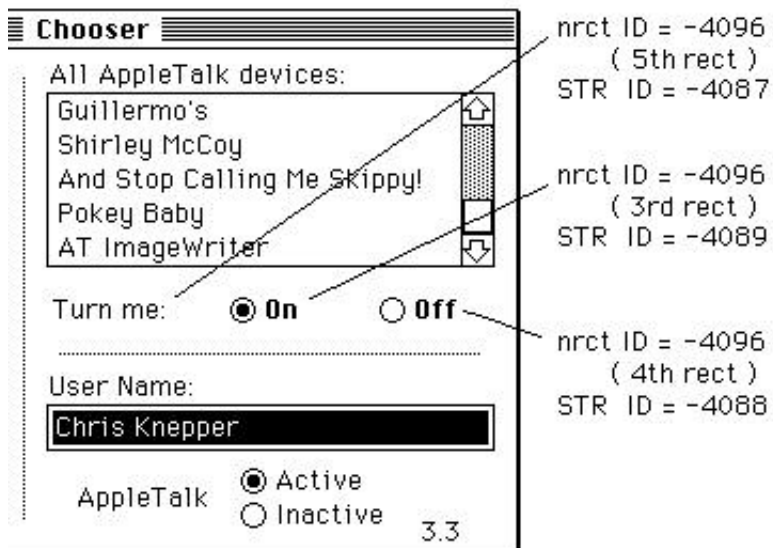 Chooser
All AppleTalk devices:
Guillermo's
Shirley McCoy
And Stop Calling Me Skippy!
Pokey Baby
AT ImageWriter
Turn me:
On
Off
User Name:
Chris Knepper
AppleTalk
Active
Inactive
3.3
nrct ID = -4096
( 5th rect )
STR ID = -4087
nrct ID = -4096
( 3rd rect )
STR ID = -4089
nrct ID = -4096
( 4th rect )
STR ID = -4088